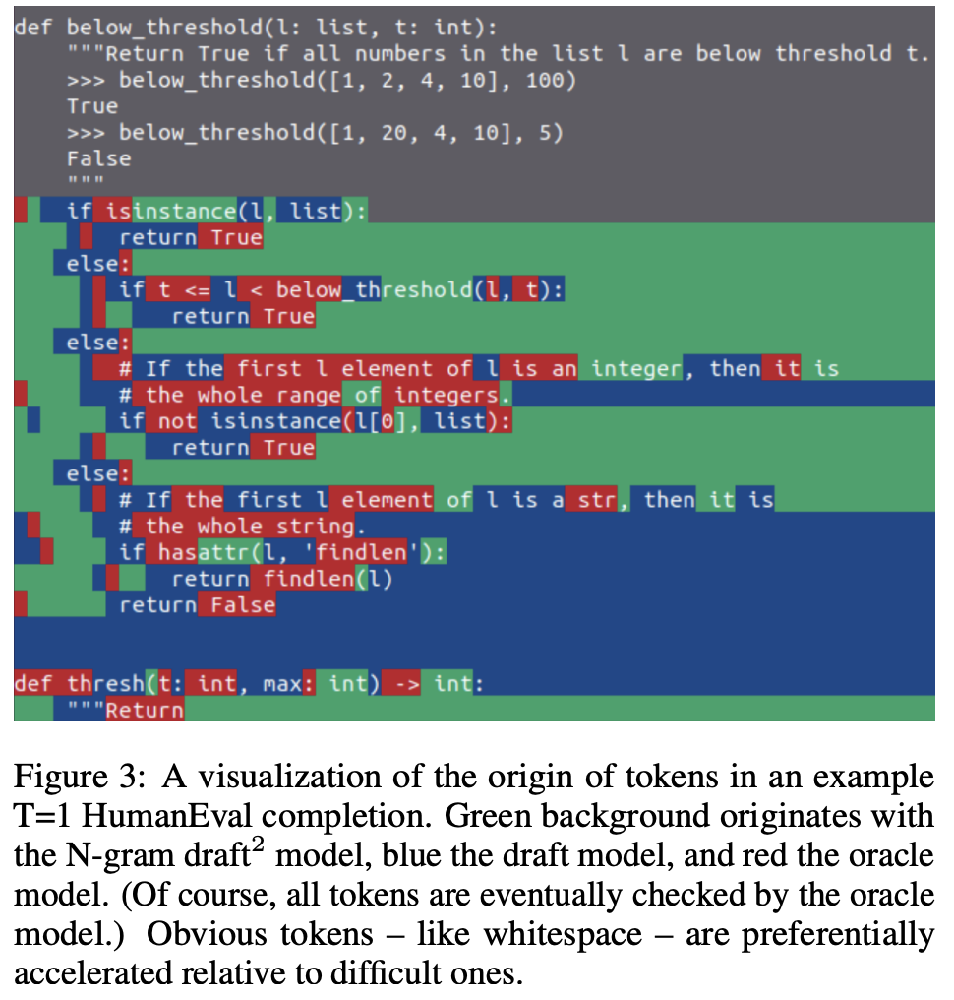 def below_threshold(l: list, t: int):
    """Return True if all numbers in the list l are below threshold t.
    >>> below_threshold([1, 2, 4, 10], 100)
    True
    >>> below_threshold([1, 20, 4, 10], 5)
    False
    """
    if isinstance(l, list):
        return True
    else:
        if t <= l < below_threshold(l, t):
            return True
    else:
        # If the first l element of l is an integer, then it is
        # the whole range of integers.
        if not isinstance(l[0], list):
            return True
    else:
        # If the first l element of l is a str, then it is
        # the whole string.
        if hasattr(l, 'findlen'):
            return findlen(l)
        return False
def thresh(t: int, max: int) -> int:
    """Return
Figure 3: A visualization of the origin of tokens in an example
T=1 HumanEval completion. Green background originates with
the N-gram draft² model, blue the draft model, and red the oracle
model. (Of course, all tokens are eventually checked by the oracle
model.) Obvious tokens – like whitespace – are preferentially
accelerated relative to difficult ones.